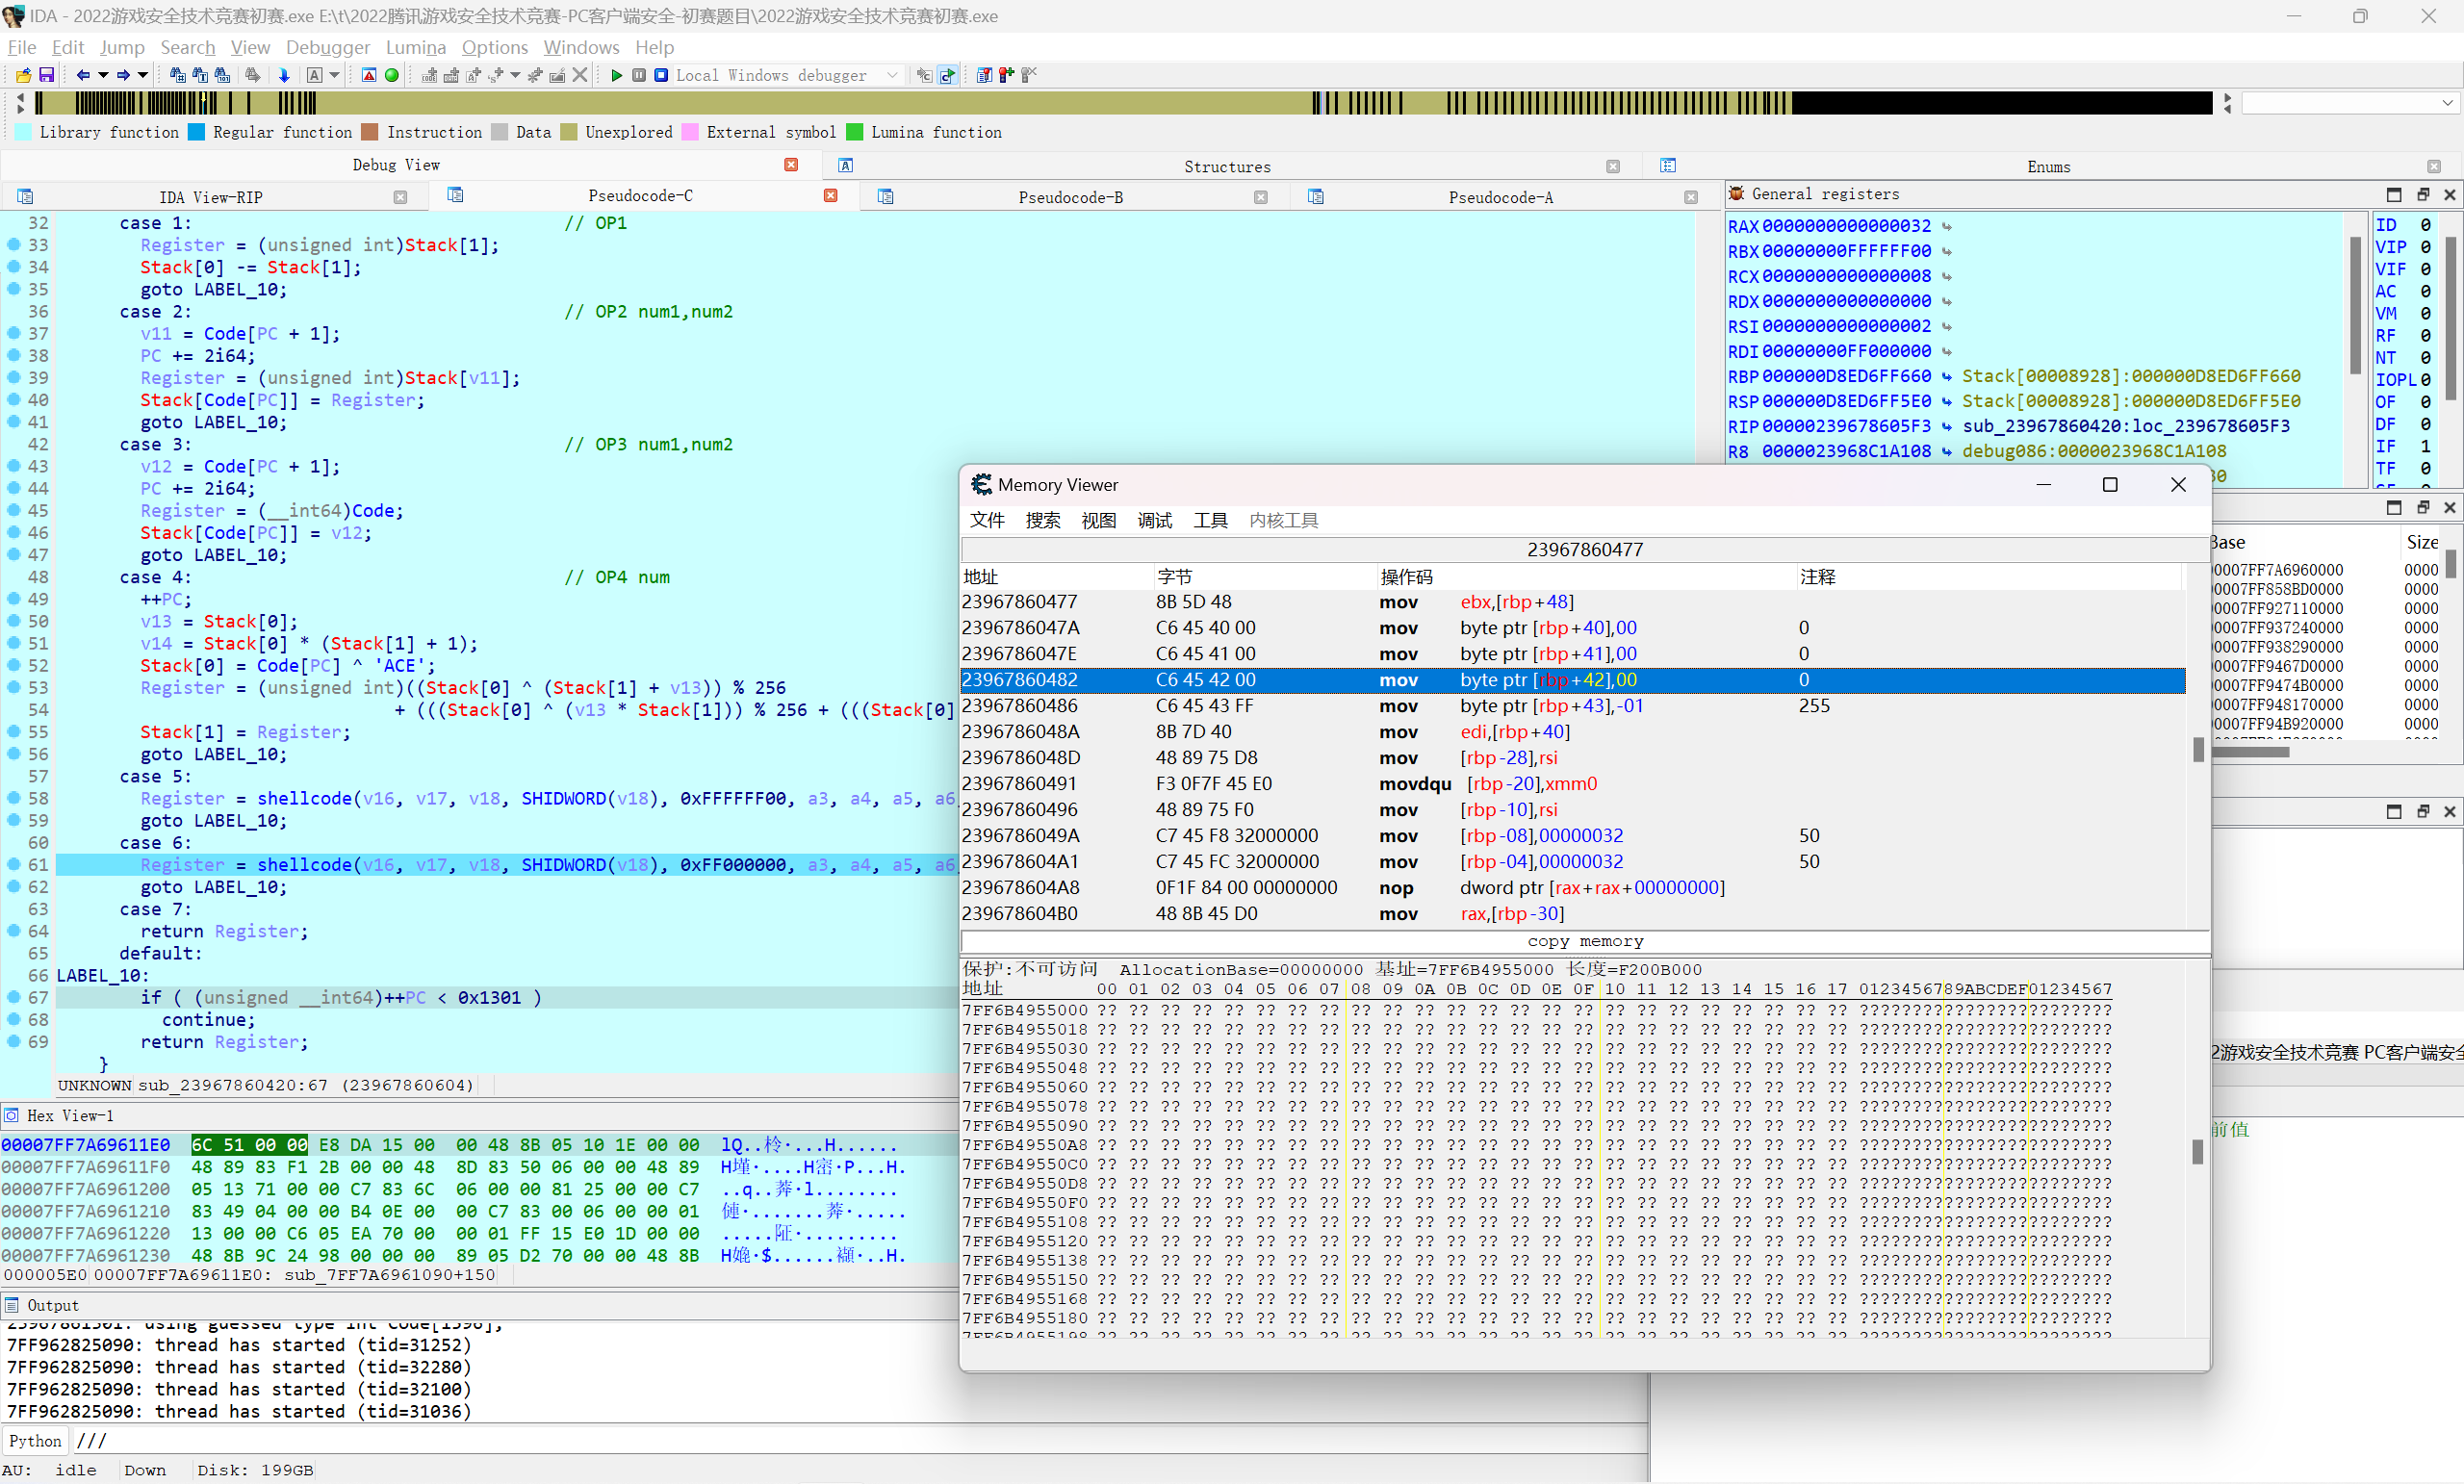 IDA - 2022游戏安全技术竞赛初赛.exe E:\t\2022腾讯游戏安全技术竞赛-PC客户端安全-初赛题目\2022游戏安全技术竞赛初赛.exe
File Edit Jump Search View Debugger Lumina Options Windows Help
Local Windows debugger
Library function Regular function Instruction Data Unexplored External symbol Lumina function
Debug View Structures Enums
IDA View-RIP Pseudocode-C Pseudocode-B Pseudocode-A
32 case 1: // OP1
33 Register = (unsigned int)Stack[1];
34 Stack[0] -= Stack[1];
35 goto LABEL_10;
36 case 2: // OP2 num1,num2
37 v11 = Code[PC + 1];
38 PC += 2i64;
39 Register = (unsigned int)Stack[v11];
40 Stack[Code[PC]] = Register;
41 goto LABEL_10;
42 case 3: // OP3 num1,num2
43 v12 = Code[PC + 1];
44 PC += 2i64;
45 Register = (__int64)Code;
46 Stack[Code[PC]] = v12;
47 goto LABEL_10;
48 case 4: // OP4 num
49 ++PC;
50 v13 = Stack[0];
51 v14 = Stack[0] * (Stack[1] + 1);
52 Stack[0] = Code[PC] ^ 'ACE';
53 Register = (unsigned int)((Stack[0] ^ (Stack[1] + v13)) % 256
54 + (((Stack[0] ^ (v13 * Stack[1])) % 256 + (((Stack[0]
55 Stack[1] = Register;
56 goto LABEL_10;
57 case 5:
58 Register = shellcode(v16, v17, v18, SHIDWORD(v18), 0xFFFFFF00, a3, a4, a5, a6
59 goto LABEL_10;
60 case 6:
61 Register = shellcode(v16, v17, v18, SHIDWORD(v18), 0xFF000000, a3, a4, a5, a6
62 goto LABEL_10;
63 case 7:
64 return Register;
65 default:
66 LABEL_10:
67 if ( (unsigned __int64)++PC < 0x1301 )
68 continue;
69 return Register;
}
UNKNOWN sub_23967860420:67 (23967860604)
General registers
RAX 0000000000000032
RBX 00000000FFFFFF00
RCX 0000000000000008
RDX 0000000000000000
RSI 0000000000000002
RDI 00000000FF000000
RBP 000000D8ED6FF660 Stack[00008928]:000000D8ED6FF660
RSP 000000D8ED6FF5E0 Stack[00008928]:000000D8ED6FF5E0
RIP 00000239678605F3 sub_23967860420:loc_239678605F3
R8 0000023968C1A108 debug086:0000023968C1A108
ID 0
VIP 0
VIF 0
AC 0
VM 0
RF 0
NT 0
IOPL 0
OF 0
DF 0
IF 1
TF 0
Base Size
0007FF7A6960000 0000
0007FF858BD0000 0000
0007FF927110000 0000
0007FF937240000 0000
0007FF938290000 0000
0007FF9467D0000 0000
0007FF9474B0000 0000
0007FF948170000 0000
0007FF94B920000 0000
2游戏安全技术竞赛 PC客户端安全
前值
Memory Viewer
文件 搜索 视图 调试 工具 内核工具
23967860477
地址 字节 操作码 注释
23967860477 8B 5D 48 mov ebx,[rbp+48]
2396786047A C6 45 40 00 mov byte ptr [rbp+40],00 0
2396786047E C6 45 41 00 mov byte ptr [rbp+41],00 0
23967860482 C6 45 42 00 mov byte ptr [rbp+42],00 0
23967860486 C6 45 43 FF mov byte ptr [rbp+43],-01 255
2396786048A 8B 7D 40 mov edi,[rbp+40]
2396786048D 48 89 75 D8 mov [rbp-28],rsi
23967860491 F3 0F7F 45 E0 movdqu [rbp-20],xmm0
23967860496 48 89 75 F0 mov [rbp-10],rsi
2396786049A C7 45 F8 32000000 mov [rbp-08],00000032 50
239678604A1 C7 45 FC 32000000 mov [rbp-04],00000032 50
239678604A8 0F1F 84 00 00000000 nop dword ptr [rax+rax+00000000]
239678604B0 48 8B 45 D0 mov rax,[rbp-30]
copy memory
保护:不可访问 AllocationBase=00000000 基址=7FF6B4955000 长度=F200B000
地址 00 01 02 03 04 05 06 07 08 09 0A 0B 0C 0D 0E 0F 10 11 12 13 14 15 16 17 0123456789ABCDEF01234567
7FF6B4955000 ?? ?? ?? ?? ?? ?? ?? ?? ?? ?? ?? ?? ?? ?? ?? ?? ?? ?? ?? ?? ?? ?? ?? ?? ????????????????????????
7FF6B4955018 ?? ?? ?? ?? ?? ?? ?? ?? ?? ?? ?? ?? ?? ?? ?? ?? ?? ?? ?? ?? ?? ?? ?? ?? ????????????????????????
7FF6B4955030 ?? ?? ?? ?? ?? ?? ?? ?? ?? ?? ?? ?? ?? ?? ?? ?? ?? ?? ?? ?? ?? ?? ?? ?? ????????????????????????
7FF6B4955048 ?? ?? ?? ?? ?? ?? ?? ?? ?? ?? ?? ?? ?? ?? ?? ?? ?? ?? ?? ?? ?? ?? ?? ?? ????????????????????????
7FF6B4955060 ?? ?? ?? ?? ?? ?? ?? ?? ?? ?? ?? ?? ?? ?? ?? ?? ?? ?? ?? ?? ?? ?? ?? ?? ????????????????????????
7FF6B4955078 ?? ?? ?? ?? ?? ?? ?? ?? ?? ?? ?? ?? ?? ?? ?? ?? ?? ?? ?? ?? ?? ?? ?? ?? ????????????????????????
7FF6B4955090 ?? ?? ?? ?? ?? ?? ?? ?? ?? ?? ?? ?? ?? ?? ?? ?? ?? ?? ?? ?? ?? ?? ?? ?? ????????????????????????
7FF6B49550A8 ?? ?? ?? ?? ?? ?? ?? ?? ?? ?? ?? ?? ?? ?? ?? ?? ?? ?? ?? ?? ?? ?? ?? ?? ????????????????????????
7FF6B49550C0 ?? ?? ?? ?? ?? ?? ?? ?? ?? ?? ?? ?? ?? ?? ?? ?? ?? ?? ?? ?? ?? ?? ?? ?? ????????????????????????
7FF6B49550D8 ?? ?? ?? ?? ?? ?? ?? ?? ?? ?? ?? ?? ?? ?? ?? ?? ?? ?? ?? ?? ?? ?? ?? ?? ????????????????????????
7FF6B49550F0 ?? ?? ?? ?? ?? ?? ?? ?? ?? ?? ?? ?? ?? ?? ?? ?? ?? ?? ?? ?? ?? ?? ?? ?? ????????????????????????
7FF6B4955108 ?? ?? ?? ?? ?? ?? ?? ?? ?? ?? ?? ?? ?? ?? ?? ?? ?? ?? ?? ?? ?? ?? ?? ?? ????????????????????????
7FF6B4955120 ?? ?? ?? ?? ?? ?? ?? ?? ?? ?? ?? ?? ?? ?? ?? ?? ?? ?? ?? ?? ?? ?? ?? ?? ????????????????????????
7FF6B4955138 ?? ?? ?? ?? ?? ?? ?? ?? ?? ?? ?? ?? ?? ?? ?? ?? ?? ?? ?? ?? ?? ?? ?? ?? ????????????????????????
7FF6B4955150 ?? ?? ?? ?? ?? ?? ?? ?? ?? ?? ?? ?? ?? ?? ?? ?? ?? ?? ?? ?? ?? ?? ?? ?? ????????????????????????
7FF6B4955168 ?? ?? ?? ?? ?? ?? ?? ?? ?? ?? ?? ?? ?? ?? ?? ?? ?? ?? ?? ?? ?? ?? ?? ?? ????????????????????????
7FF6B4955180 ?? ?? ?? ?? ?? ?? ?? ?? ?? ?? ?? ?? ?? ?? ?? ?? ?? ?? ?? ?? ?? ?? ?? ?? ????????????????????????
Hex View-1
00007FF7A69611E0 6C 51 00 00 E8 DA 15 00 00 48 8B 05 10 1E 00 00
00007FF7A69611F0 48 89 83 F1 2B 00 00 48 8D 83 50 06 00 00 48 89
00007FF7A6961200 05 13 71 00 00 C7 83 6C 06 00 00 81 25 00 00 C7
00007FF7A6961210 83 49 04 00 00 B4 0E 00 00 C7 83 00 06 00 00 01
00007FF7A6961220 13 00 00 C6 05 EA 70 00 00 01 FF 15 E0 1D 00 00
00007FF7A6961230 48 8B 9C 24 98 00 00 00 89 05 D2 70 00 00 48 8B
000005E0 00007FF7A69611E0: sub_7FF7A6961090+150
Output
7FF962825090: thread has started (tid=31252)
7FF962825090: thread has started (tid=32280)
7FF962825090: thread has started (tid=32100)
7FF962825090: thread has started (tid=31036)
Python ///
AU: idle Down Disk: 199GB